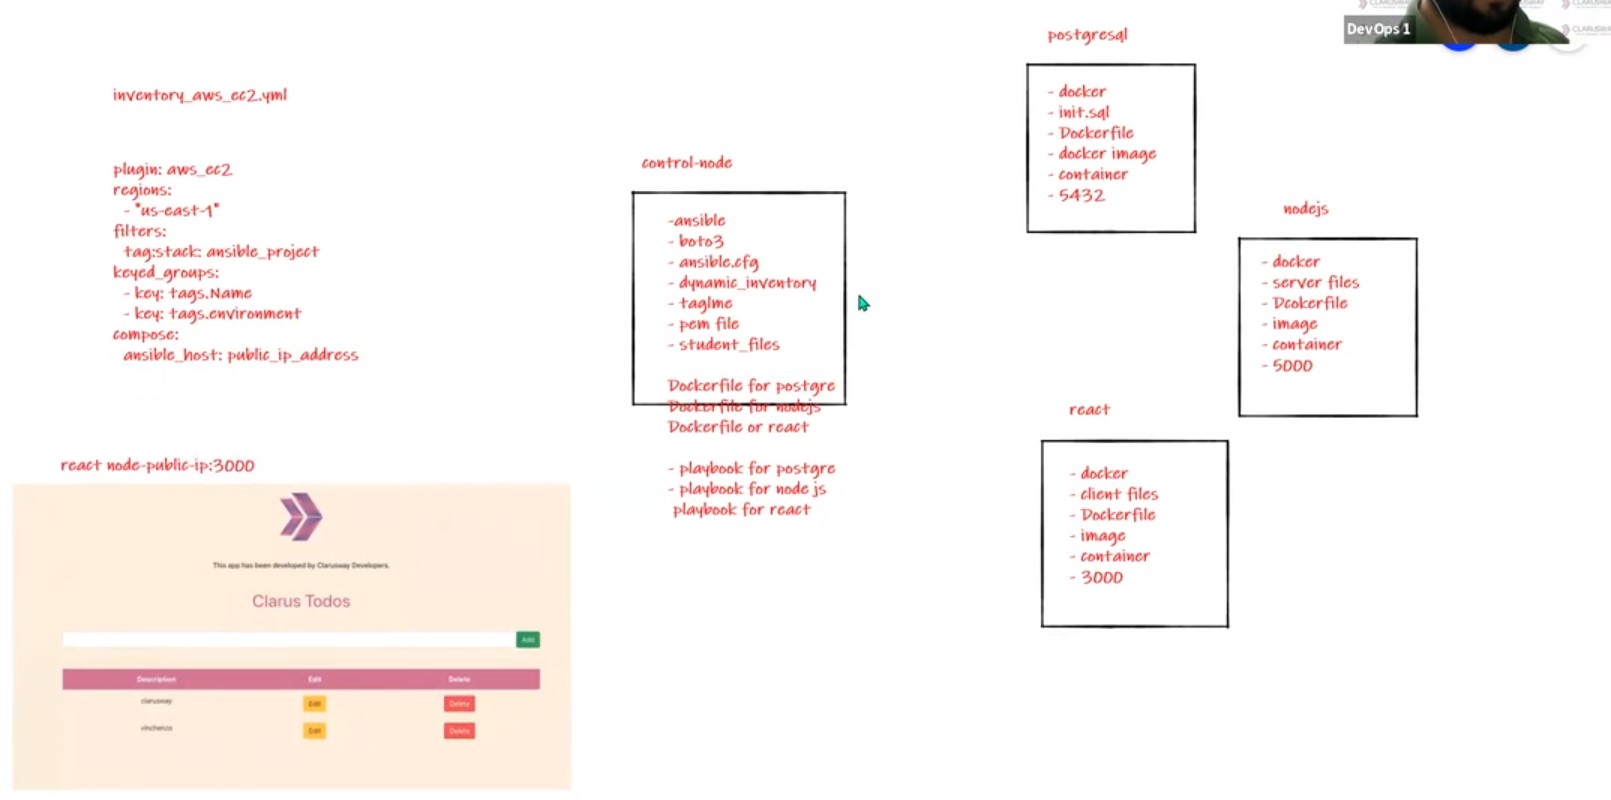 inventory_aws_ec2.yml
plugin: aws_ec2
regions:
- "us-east-1"
filters:
tag:stack: ansible_project
keyed_groups:
- key: tags.Name
- key: tags.environment
compose:
ansible_host: public_ip_address
react node-public-ip:3000
This app has been developed by Clarusway Developers.
Clarus Todos
Add
Description Edit Delete
clarusway Edit Delete
vinchenzo Edit Delete
control-node
-ansible
- boto3
- ansible.cfg
- dynamic_inventory
- taglme
- pem file
- student_files
Dockerfile for postgre
Dockerfile for nodejs
Dockerfile or react
- playbook for postgre
- playbook for node js
playbook for react
postgresql
- docker
- init.sql
- Dockerfile
- docker image
- container
- 5432
nodejs
- docker
- server files
- Dcokerfile
- image
- container
- 5000
react
- docker
- client files
- Dockerfile
- image
- container
- 3000
DevOps 1
CLARUSWAY